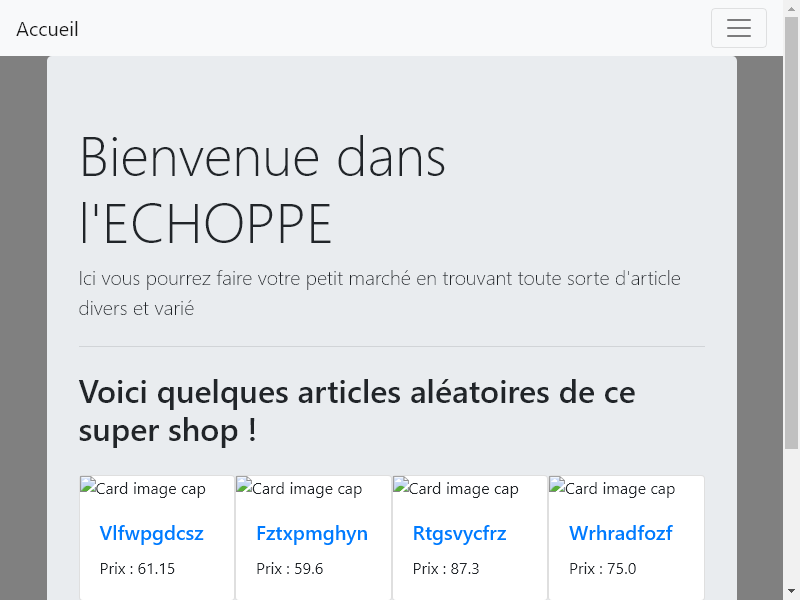 Accueil
Bienvenue dans
l'ECHOPPE
Ici vous pourrez faire votre petit marché en trouvant toute sorte d'article
divers et varié
Voici quelques articles aléatoires de ce
super shop !
Card image cap Card image cap Card image cap Card image cap
Vlfwpgdcsz Fztxpmghyn Rtgsvycfrz Wrhradfozf
Prix : 61.15 Prix : 59.6 Prix : 87.3 Prix : 75.0